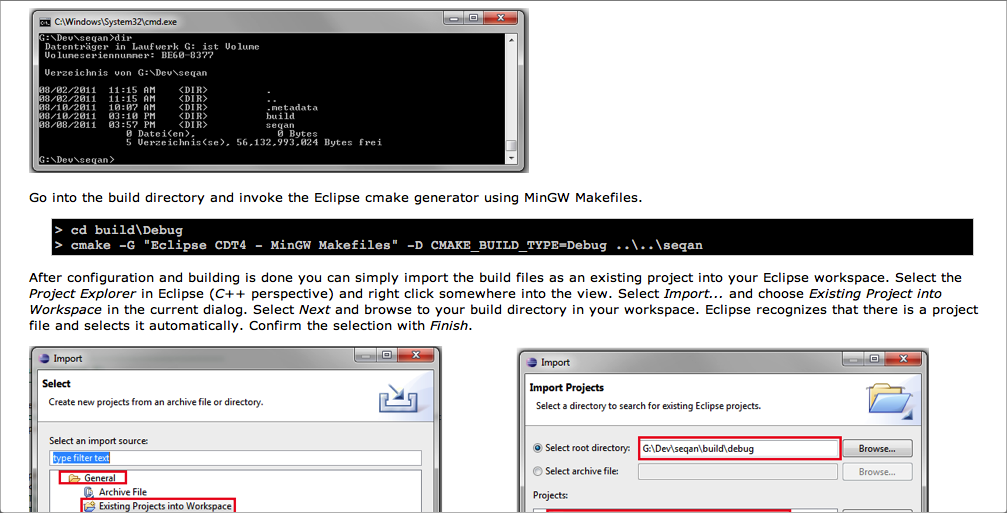 C:\Windows\System32\cmd.exe
G:\Dev\seqan>dir
Datenträger in Laufwerk G: ist Volume
Volumeseriennummer: BE60-8377
Verzeichnis von G:\Dev\seqan
08/02/2011 11:15 AM <DIR> .
08/02/2011 11:15 AM <DIR> ..
08/10/2011 10:07 AM <DIR> .metadata
08/10/2011 03:10 PM <DIR> build
08/08/2011 03:57 PM <DIR> seqan
0 Datei(en), 0 Bytes
5 Verzeichnis(se), 56,132,993,024 Bytes frei
G:\Dev\seqan>
Go into the build directory and invoke the Eclipse cmake generator using MinGW Makefiles.
> cd build\Debug
> cmake -G "Eclipse CDT4 - MinGW Makefiles" -D CMAKE_BUILD_TYPE=Debug ..\..\seqan
After configuration and building is done you can simply import the build files as an existing project into your Eclipse workspace. Select the
Project Explorer in Eclipse (C++ perspective) and right click somewhere into the view. Select Import... and choose Existing Project into
Workspace in the current dialog. Select Next and browse to your build directory in your workspace. Eclipse recognizes that there is a project
file and selects it automatically. Confirm the selection with Finish.
Import
Select
Create new projects from an archive file or directory.
Select an import source:
type filter text
General
Archive File
Existing Projects into Workspace
Import
Import Projects
Select a directory to search for existing Eclipse projects.
Select root directory: G:\Dev\seqan\build\debug Browse...
Select archive file: Browse...
Projects: